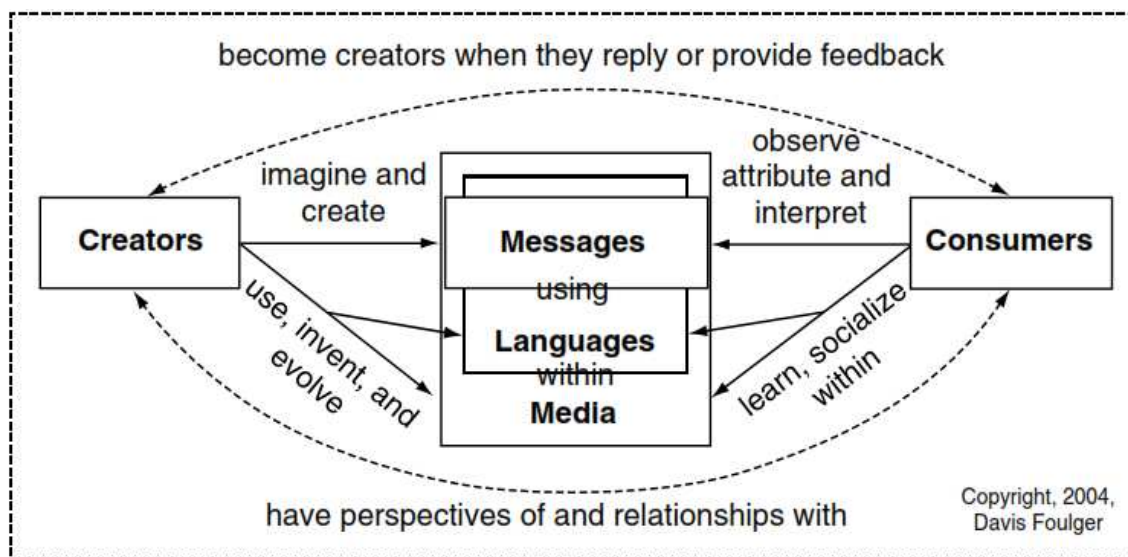 become creators when they reply or provide feedback
imagine and
create
observe
attribute and
interpret
Creators
Messages
using
Languages
within
Media
Consumers
use, invent, and
evolve
learn, socialize
within
have perspectives of and relationships with
Copyright, 2004,
Davis Foulger